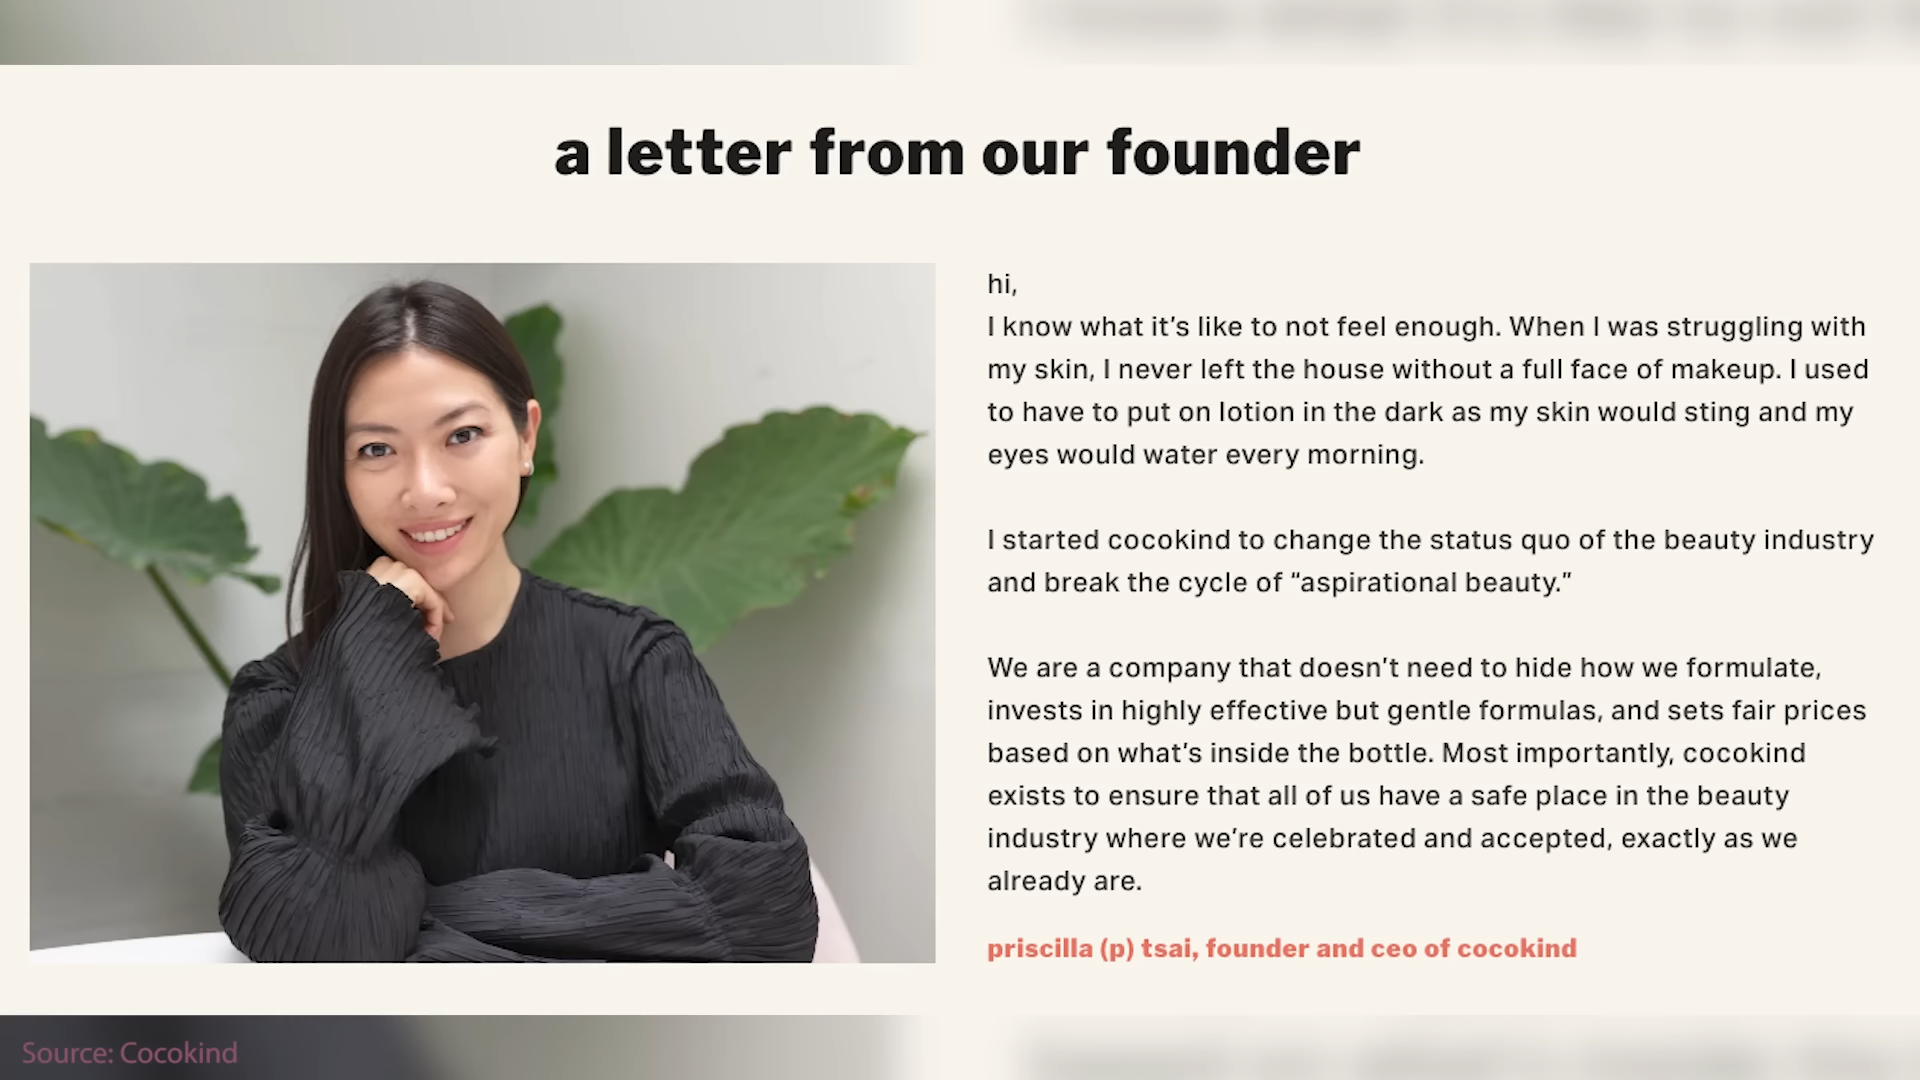 a letter from our founder
hi,
I know what it’s like to not feel enough. When I was struggling with
my skin, I never left the house without a full face of makeup. I used
to have to put on lotion in the dark as my skin would sting and my
eyes would water every morning.
I started cocokind to change the status quo of the beauty industry
and break the cycle of “aspirational beauty.”
We are a company that doesn’t need to hide how we formulate,
invests in highly effective but gentle formulas, and sets fair prices
based on what’s inside the bottle. Most importantly, cocokind
exists to ensure that all of us have a safe place in the beauty
industry where we’re celebrated and accepted, exactly as we
already are.
priscilla (p) tsai, founder and ceo of cocokind
Source: Cocokind